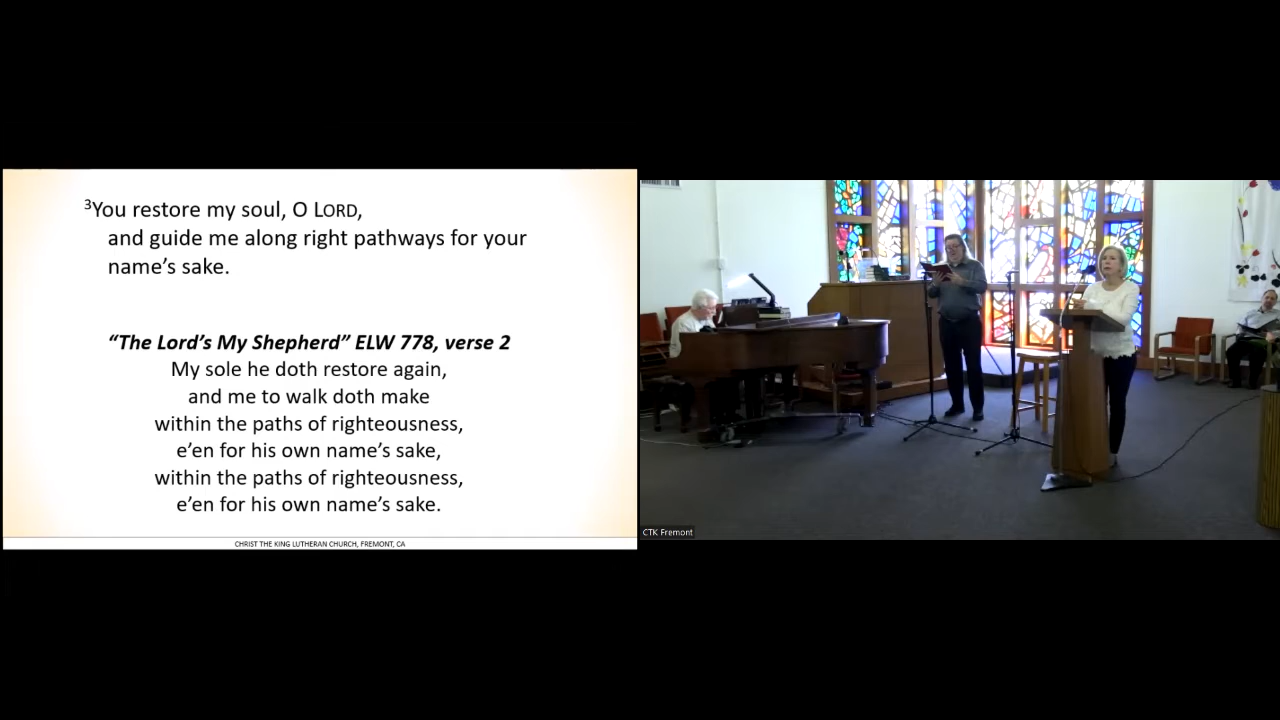 ³You restore my soul, O LORD,
and guide me along right pathways for your
name’s sake.
“The Lord’s My Shepherd” ELW 778, verse 2
My sole he doth restore again,
and me to walk doth make
within the paths of righteousness,
e’en for his own name’s sake,
within the paths of righteousness,
e’en for his own name’s sake.
CHRIST THE KING LUTHERAN CHURCH, FREMONT, CA
CTK Fremont